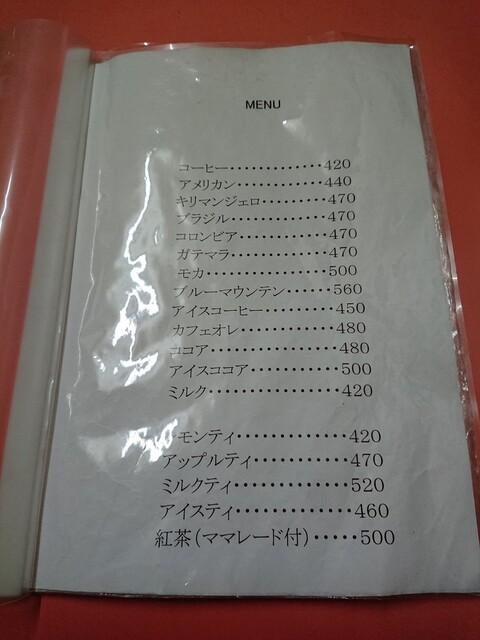 MENU
コーヒー・・・・・・・・・・・・・420
アメリカン・・・・・・・・・・・・440
キリマンジェロ・・・・・・・・・470
ブラジル・・・・・・・・・・・・・470
コロンビア・・・・・・・・・・・・470
ガテマラ・・・・・・・・・・・・・470
モカ・・・・・・・・・・・・・・・・500
ブルーマウンテン・・・・・・560
アイスコーヒー・・・・・・・・・450
カフェオレ・・・・・・・・・・・・480
ココア・・・・・・・・・・・・・・・480
アイスココア・・・・・・・・・・・500
ミルク・・・・・・・・・・・・・・・420
モンティ・・・・・・・・・・・・・420
アップルティ・・・・・・・・・・・470
ミルクティ・・・・・・・・・・・・520
アイスティ・・・・・・・・・・・・・460
紅茶(ママレード付)・・・・・500